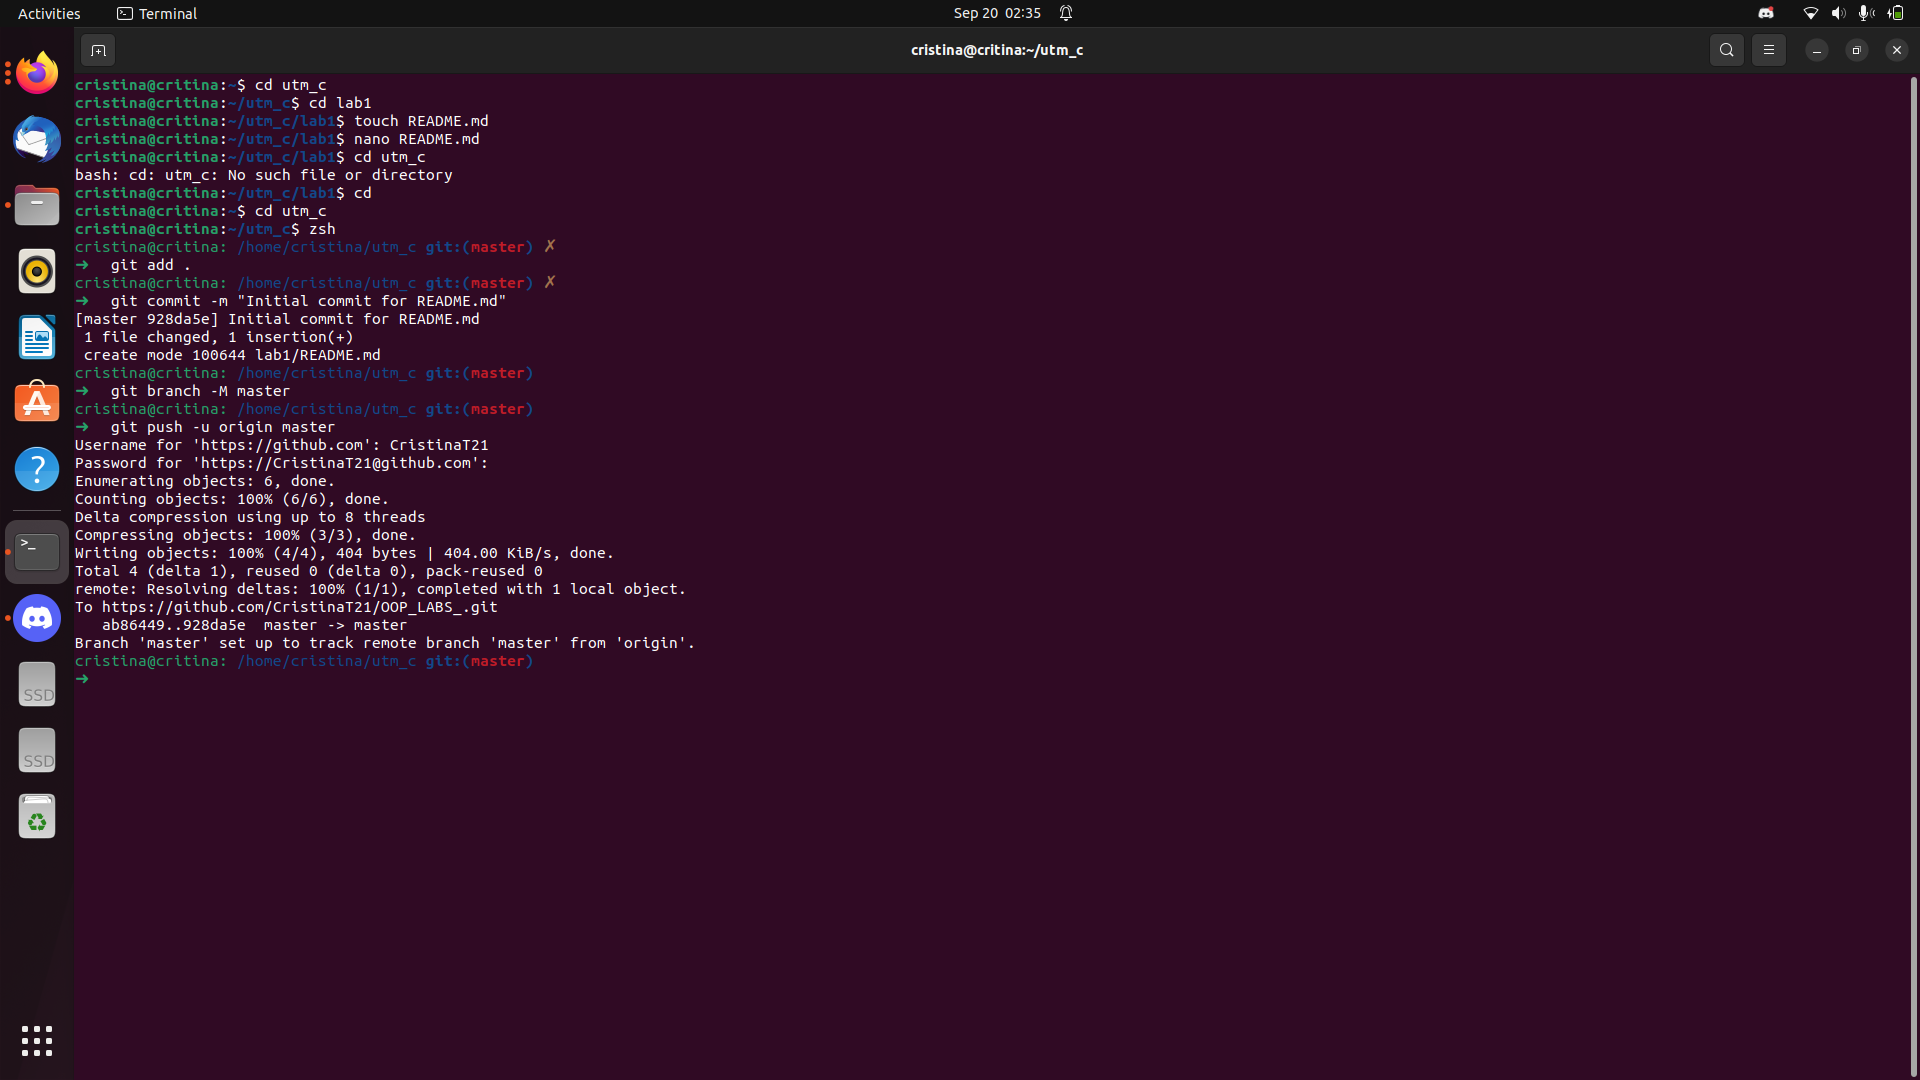 Activities Terminal Sep 20 02:35
cristina@critina:~/utm_c
cristina@critina:~$ cd utm_c
cristina@critina:~/utm_c$ cd lab1
cristina@critina:~/utm_c/lab1$ touch README.md
cristina@critina:~/utm_c/lab1$ nano README.md
cristina@critina:~/utm_c/lab1$ cd utm_c
bash: cd: utm_c: No such file or directory
cristina@critina:~/utm_c/lab1$ cd
cristina@critina:~$ cd utm_c
cristina@critina:~/utm_c$ zsh
cristina@critina: /home/cristina/utm_c git:(master) ✗
➜  git add .
cristina@critina: /home/cristina/utm_c git:(master) ✗
➜  git commit -m "Initial commit for README.md"
[master 928da5e] Initial commit for README.md
 1 file changed, 1 insertion(+)
 create mode 100644 lab1/README.md
cristina@critina: /home/cristina/utm_c git:(master)
➜  git branch -M master
cristina@critina: /home/cristina/utm_c git:(master)
➜  git push -u origin master
Username for 'https://github.com': CristinaT21
Password for 'https://CristinaT21@github.com':
Enumerating objects: 6, done.
Counting objects: 100% (6/6), done.
Delta compression using up to 8 threads
Compressing objects: 100% (3/3), done.
Writing objects: 100% (4/4), 404 bytes | 404.00 KiB/s, done.
Total 4 (delta 1), reused 0 (delta 0), pack-reused 0
remote: Resolving deltas: 100% (1/1), completed with 1 local object.
To https://github.com/CristinaT21/OOP_LABS_.git
   ab86449..928da5e  master -> master
Branch 'master' set up to track remote branch 'master' from 'origin'.
cristina@critina: /home/cristina/utm_c git:(master)
➜
SSD
SSD